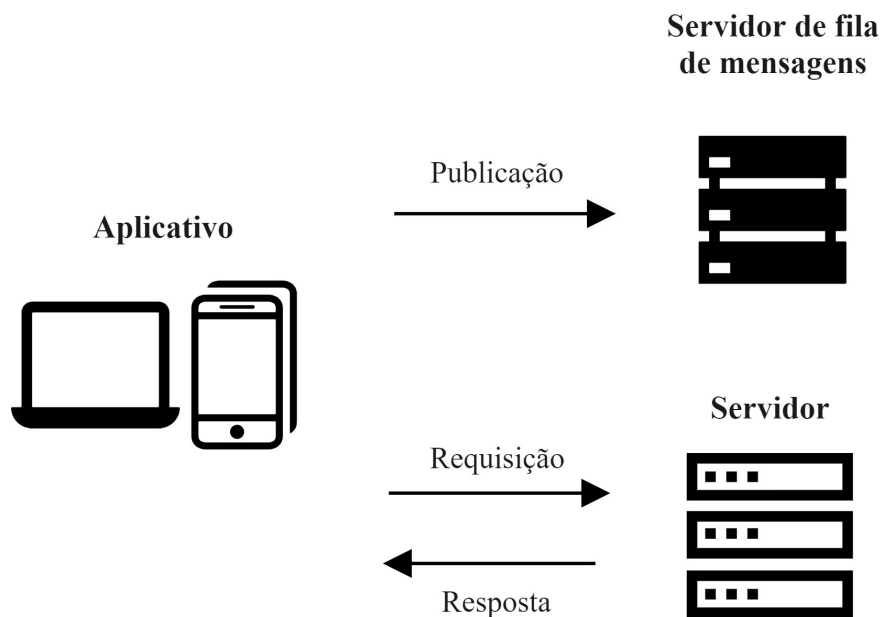 Servidor de fila
de mensagens
Publicação
Aplicativo
Servidor
Requisição
Resposta